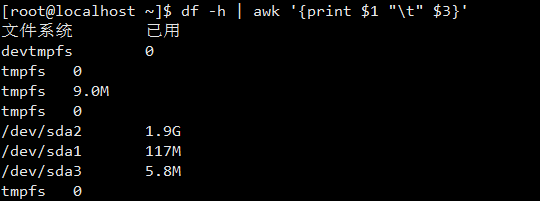 [root@localhost ~]$ df -h | awk '{print $1 "\t" $3}'
文件系统	已用
devtmpfs	0
tmpfs	0
tmpfs	9.0M
tmpfs	0
/dev/sda2	1.9G
/dev/sda1	117M
/dev/sda3	5.8M
tmpfs	0